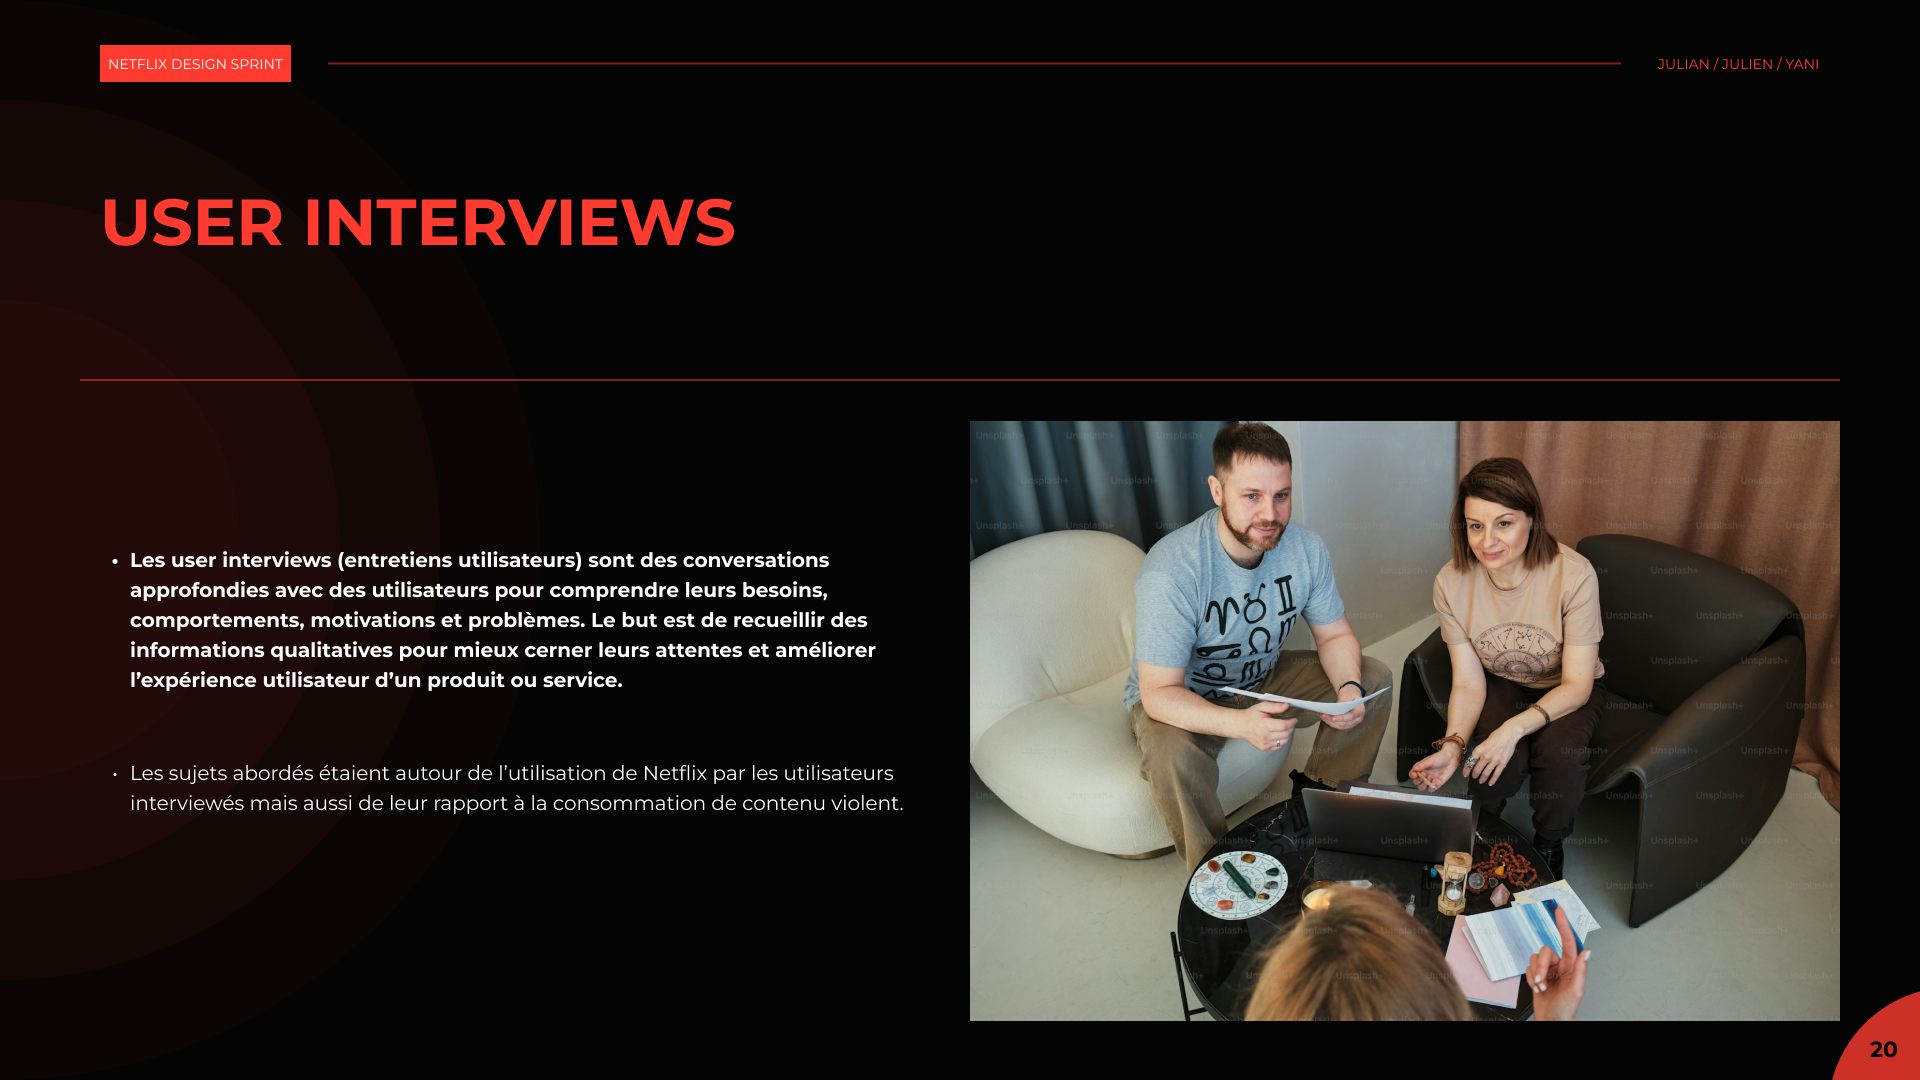 NETFLIX DESIGN SPRINT
JULIAN / JULIEN / YANI
USER INTERVIEWS
• Les user interviews (entretiens utilisateurs) sont des conversations
approfondies avec des utilisateurs pour comprendre leurs besoins,
comportements, motivations et problèmes. Le but est de recueillir des
informations qualitatives pour mieux cerner leurs attentes et améliorer
l’expérience utilisateur d’un produit ou service.
• Les sujets abordés étaient autour de l’utilisation de Netflix par les utilisateurs
interviewés mais aussi de leur rapport à la consommation de contenu violent.
Unsplash+
20